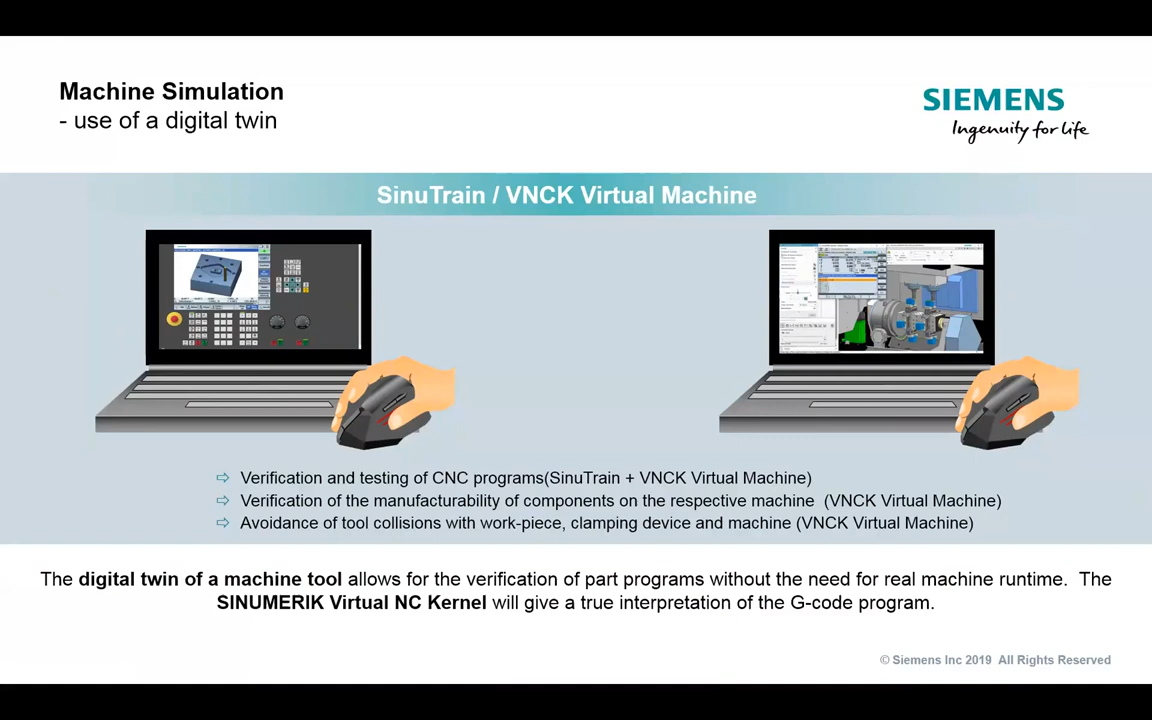 Machine Simulation
- use of a digital twin
SIEMENS
Ingenuity for life
SinuTrain / VNCK Virtual Machine
⇨ Verification and testing of CNC programs(SinuTrain + VNCK Virtual Machine)
⇨ Verification of the manufacturability of components on the respective machine (VNCK Virtual Machine)
⇨ Avoidance of tool collisions with work-piece, clamping device and machine (VNCK Virtual Machine)
The digital twin of a machine tool allows for the verification of part programs without the need for real machine runtime. The
SINUMERIK Virtual NC Kernel will give a true interpretation of the G-code program.
© Siemens Inc 2019 All Rights Reserved